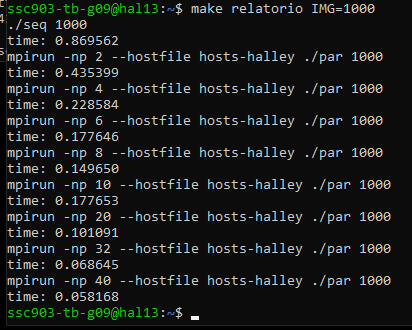 ssc903-tb-g09@hal13:~$ make relatorio IMG=1000
./seq 1000
time: 0.869562
mpirun -np 2 --hostfile hosts-halley ./par 1000
time: 0.435399
mpirun -np 4 --hostfile hosts-halley ./par 1000
time: 0.228584
mpirun -np 6 --hostfile hosts-halley ./par 1000
time: 0.177646
mpirun -np 8 --hostfile hosts-halley ./par 1000
time: 0.149650
mpirun -np 10 --hostfile hosts-halley ./par 1000
time: 0.177653
mpirun -np 20 --hostfile hosts-halley ./par 1000
time: 0.101091
mpirun -np 32 --hostfile hosts-halley ./par 1000
time: 0.068645
mpirun -np 40 --hostfile hosts-halley ./par 1000
time: 0.058168
ssc903-tb-g09@hal13:~$